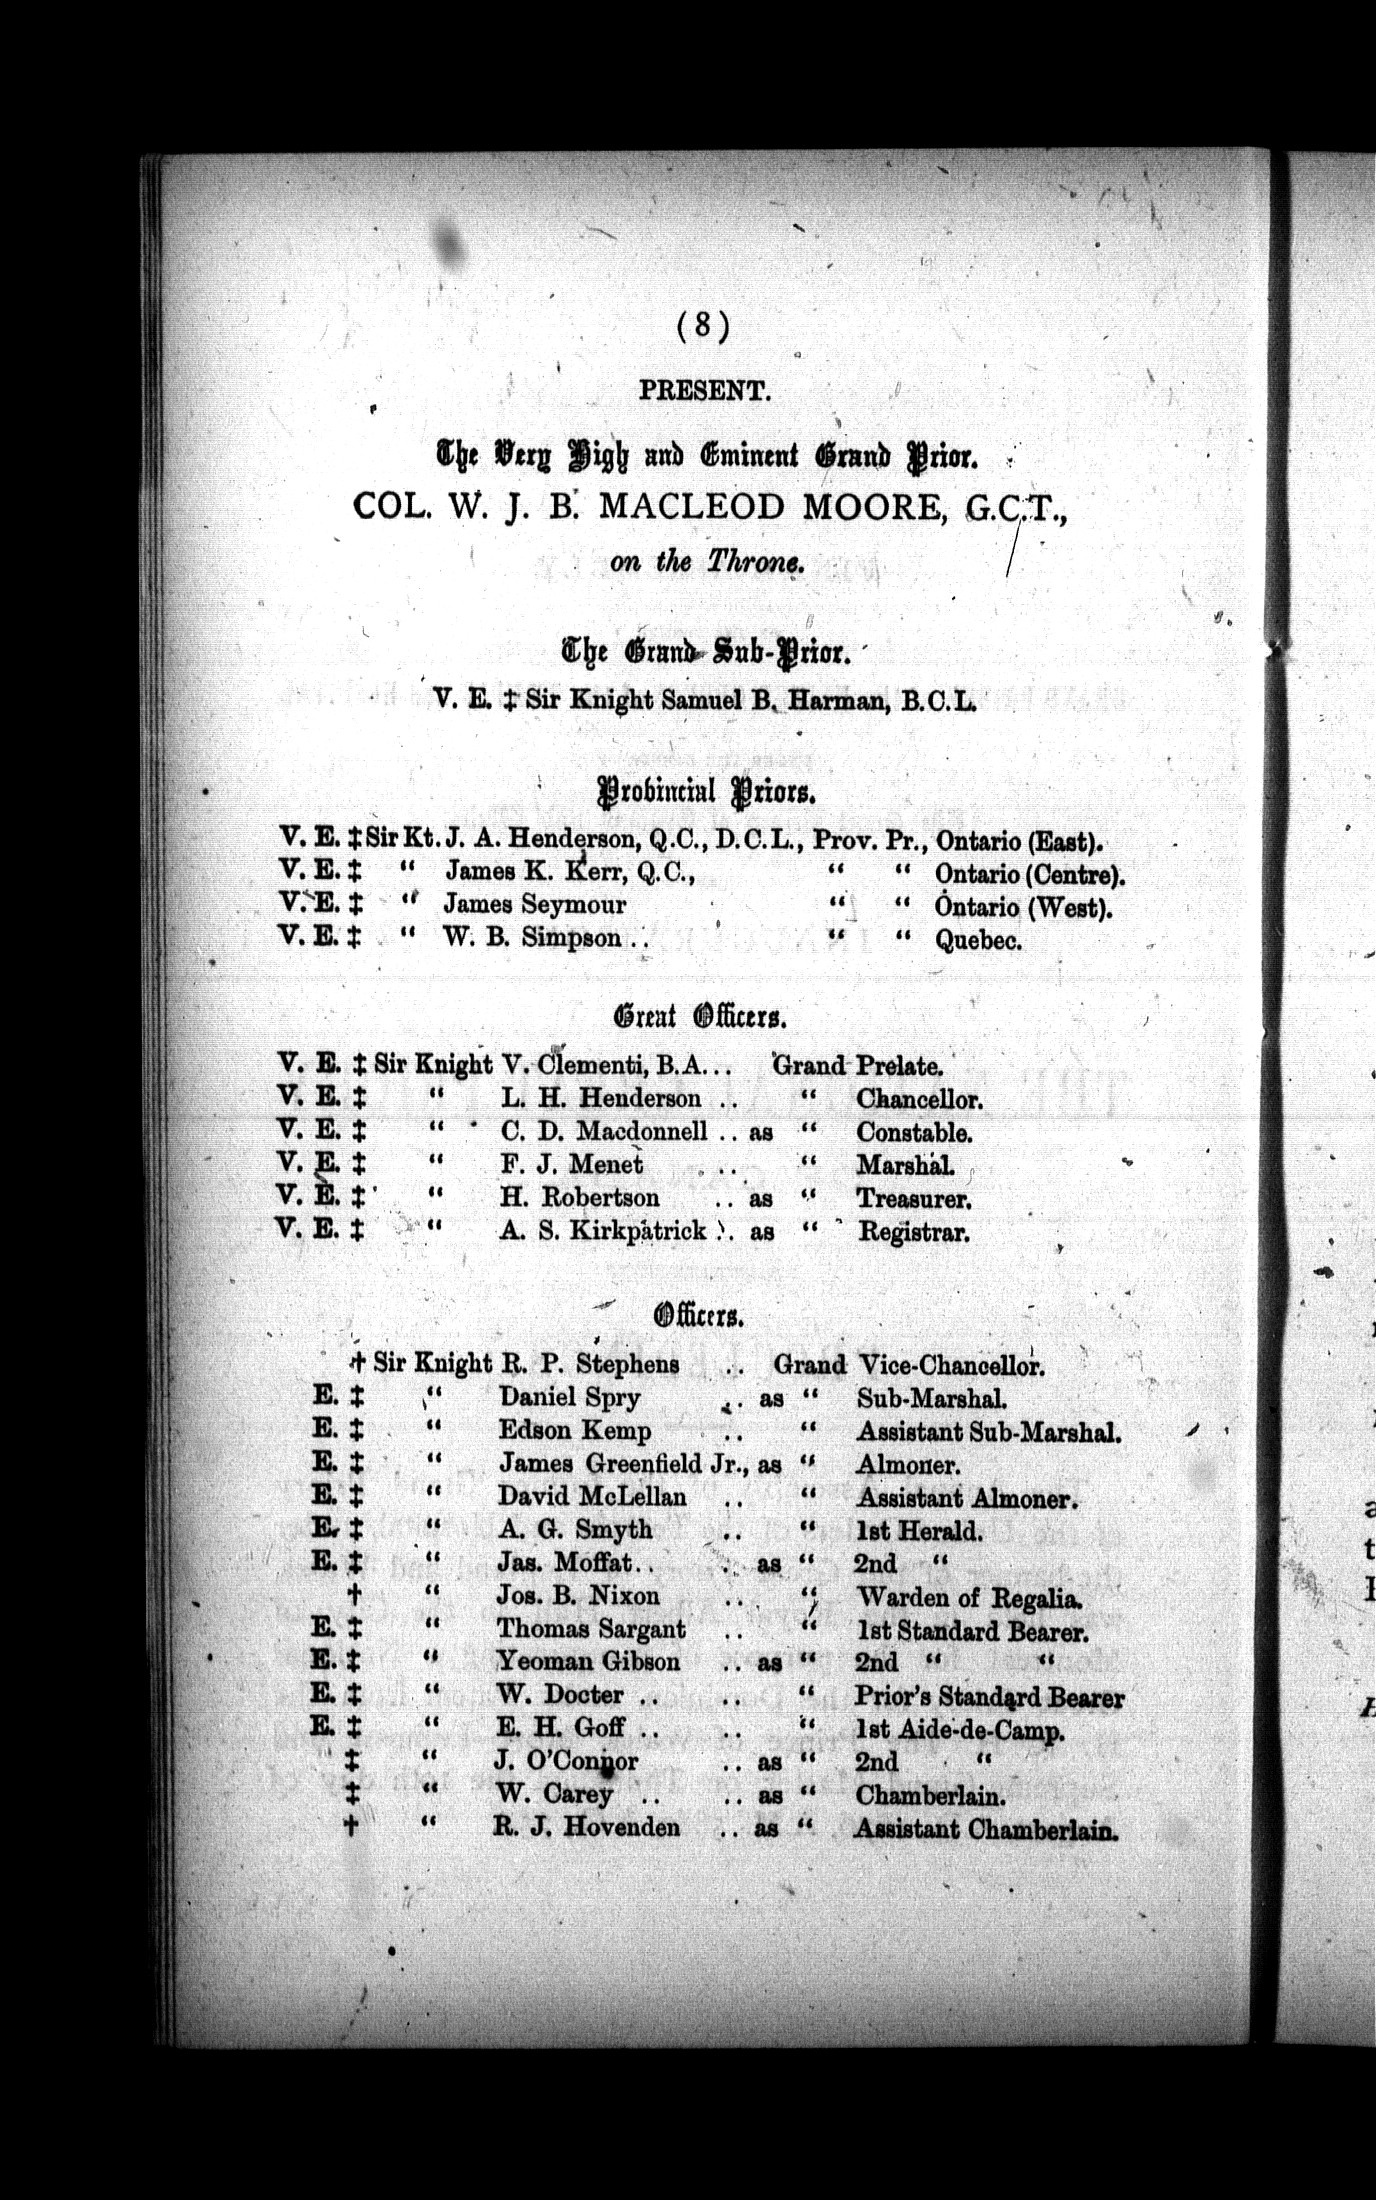 (8)
PRESENT.
The Very High and Eminent Grand Prior.
COL. W. J. B. MACLEOD MOORE, G.C.T.,
on the Throne.
The Grand Sub-Prior.
V. E. ‡ Sir Knight Samuel B. Harman, B.C.L.
Provincial Priors.
V. E. ‡ Sir Kt. J. A. Henderson, Q.C., D.C.L., Prov. Pr., Ontario (East).
V. E. ‡ “ James K. Kerr, Q.C., “ “ Ontario (Centre).
V. E. ‡ “ James Seymour “ “ Ontario (West).
V. E. ‡ “ W. B. Simpson .. “ “ Quebec.
Great Officers.
V. E. ‡ Sir Knight V. Clementi, B.A... Grand Prelate.
V. E. ‡ “ L. H. Henderson .. “ Chancellor.
V. E. ‡ “ C. D. Macdonnell .. as “ Constable.
V. E. ‡ “ F. J. Menet .. “ Marshal.
V. E. ‡ “ H. Robertson .. as “ Treasurer.
V. E. ‡ “ A. S. Kirkpatrick .. as “ Registrar.
Officers.
† Sir Knight R. P. Stephens .. Grand Vice-Chancellor.
E. ‡ “ Daniel Spry .. as “ Sub-Marshal.
E. ‡ “ Edson Kemp .. “ Assistant Sub-Marshal.
E. ‡ “ James Greenfield Jr., as “ Almoner.
E. ‡ “ David McLellan .. “ Assistant Almoner.
E. ‡ “ A. G. Smyth .. “ 1st Herald.
E. ‡ “ Jas. Moffat.. .. as “ 2nd “
† “ Jos. B. Nixon .. “ Warden of Regalia.
E. ‡ “ Thomas Sargant .. “ 1st Standard Bearer.
E. ‡ “ Yeoman Gibson .. as “ 2nd “ “
E. ‡ “ W. Docter .. .. “ Prior's Standard Bearer
E. ‡ “ E. H. Goff .. .. “ 1st Aide-de-Camp.
‡ “ J. O'Connor .. as “ 2nd “
‡ “ W. Carey .. .. as “ Chamberlain.
† “ R. J. Hovenden .. as “ Assistant Chamberlain.